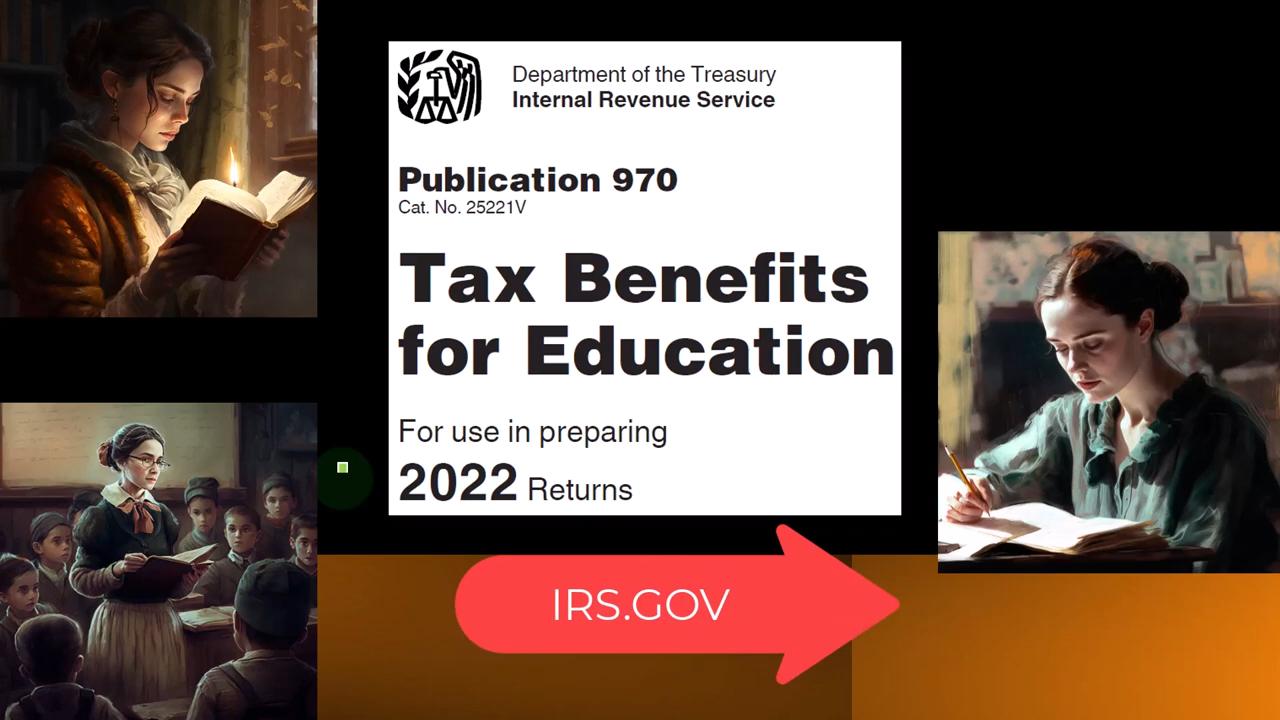 Department of the Treasury
Internal Revenue Service
Publication 970
Cat. No. 25221V
Tax Benefits
for Education
For use in preparing
2022 Returns
IRS.GOV